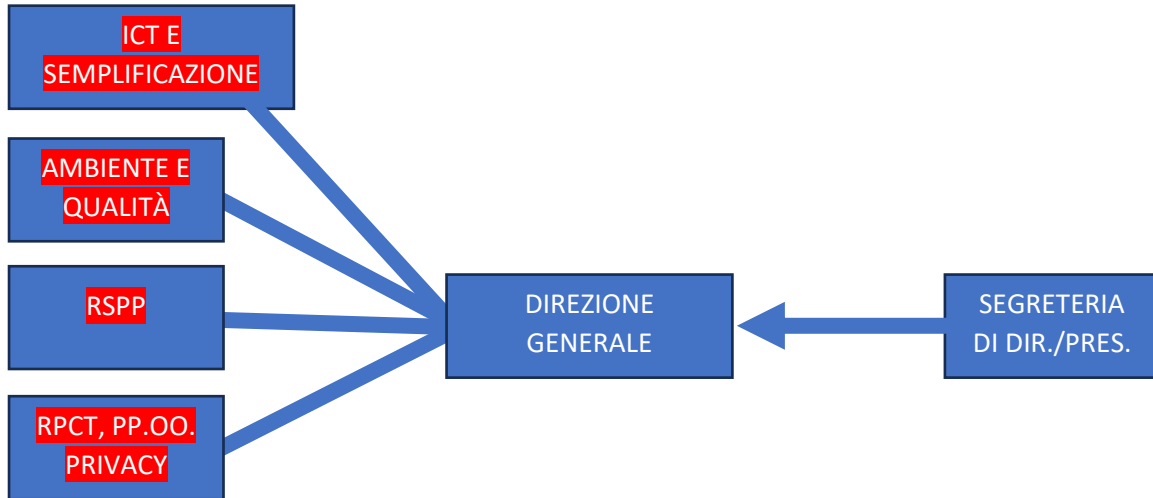 ICT E
SEMPLIFICAZIONE
AMBIENTE E
QUALITÀ
RSPP
RPCT, PP.OO.
PRIVACY
DIREZIONE
GENERALE
SEGRETERIA
DI DIR./PRES.